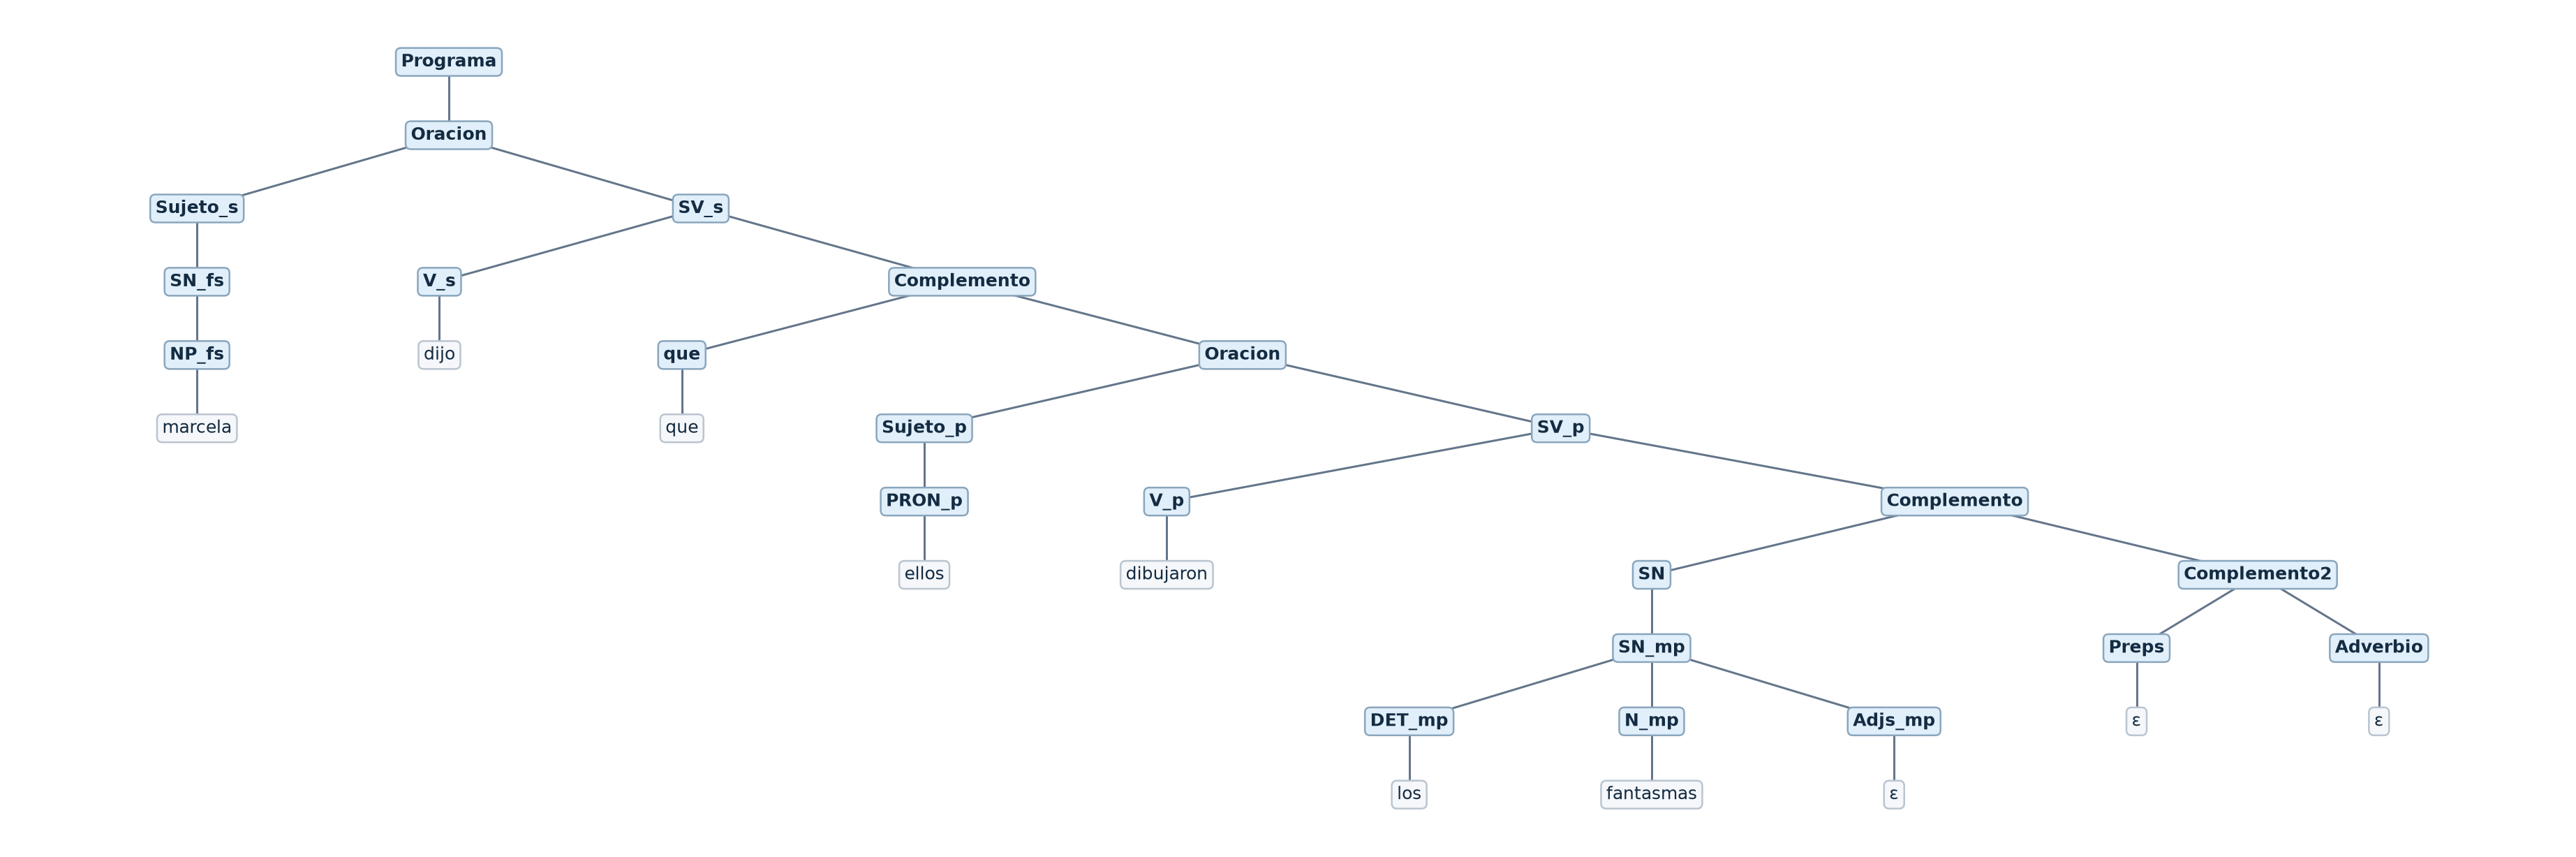 Programa
Oracion
Sujeto_s SV_s
SN_fs V_s Complemento
NP_fs dijo que Oracion
marcela que Sujeto_p SV_p
PRON_p V_p Complemento
ellos dibujaron SN Complemento2
SN_mp Preps Adverbio
DET_mp N_mp Adjs_mp ε ε
los fantasmas ε